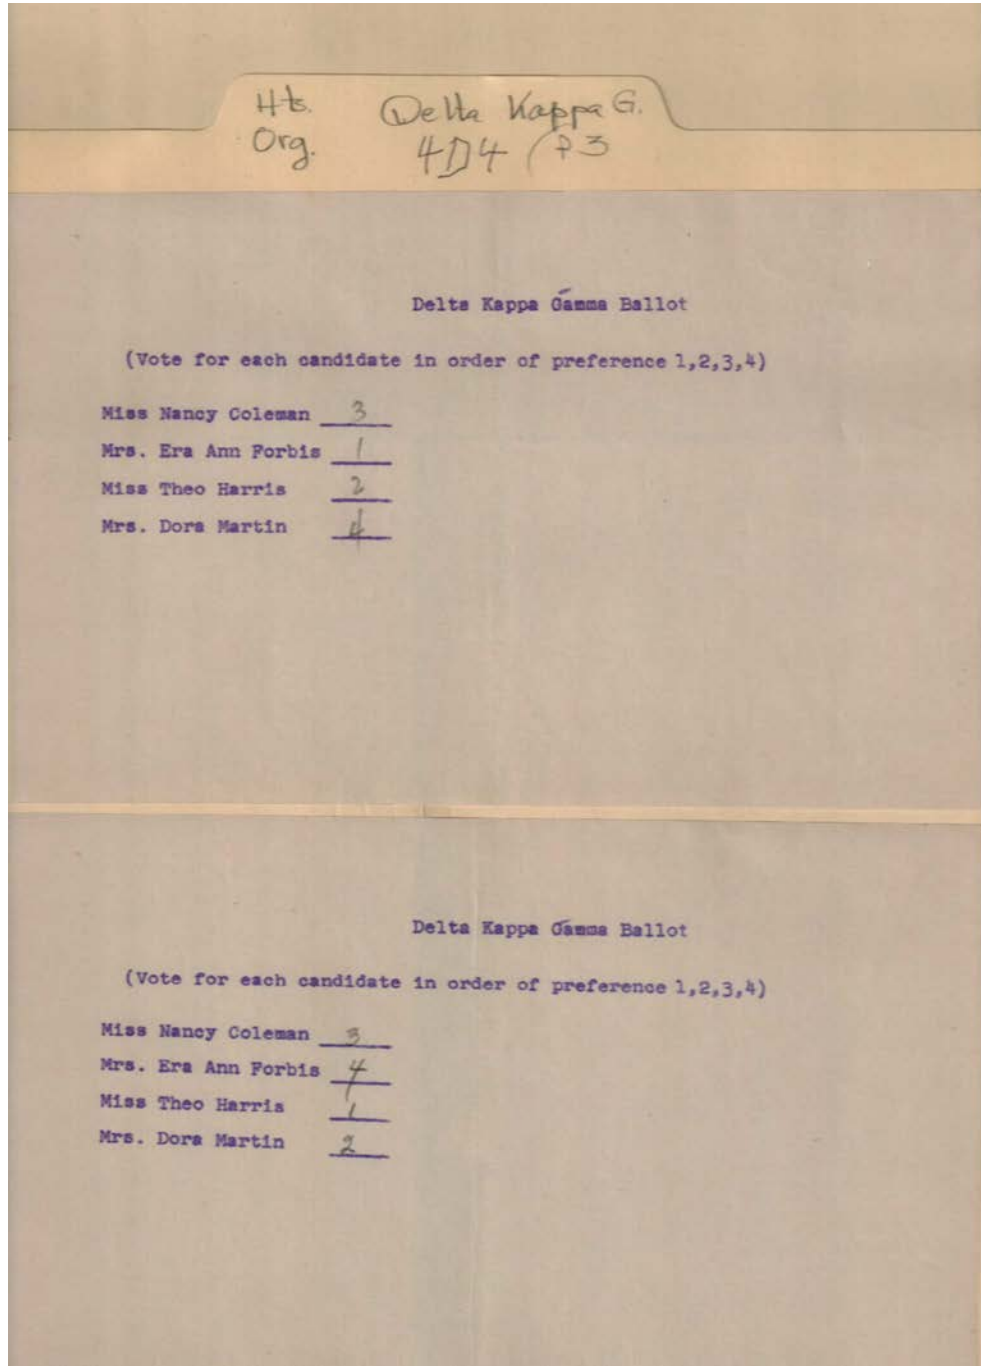 Hts. Delta Kappa G.
Org. 4D4 / P3
Delta Kappa Gamma Ballot
(Vote for each candidate in order of preference 1,2,3,4)
Miss Nancy Coleman 3
Mrs. Era Ann Forbis 1
Miss Theo Harris 2
Mrs. Dora Martin 4
Delta Kappa Gamma Ballot
(Vote for each candidate in order of preference 1,2,3,4)
Miss Nancy Coleman 3
Mrs. Era Ann Forbis 4
Miss Theo Harris 1
Mrs. Dora Martin 2